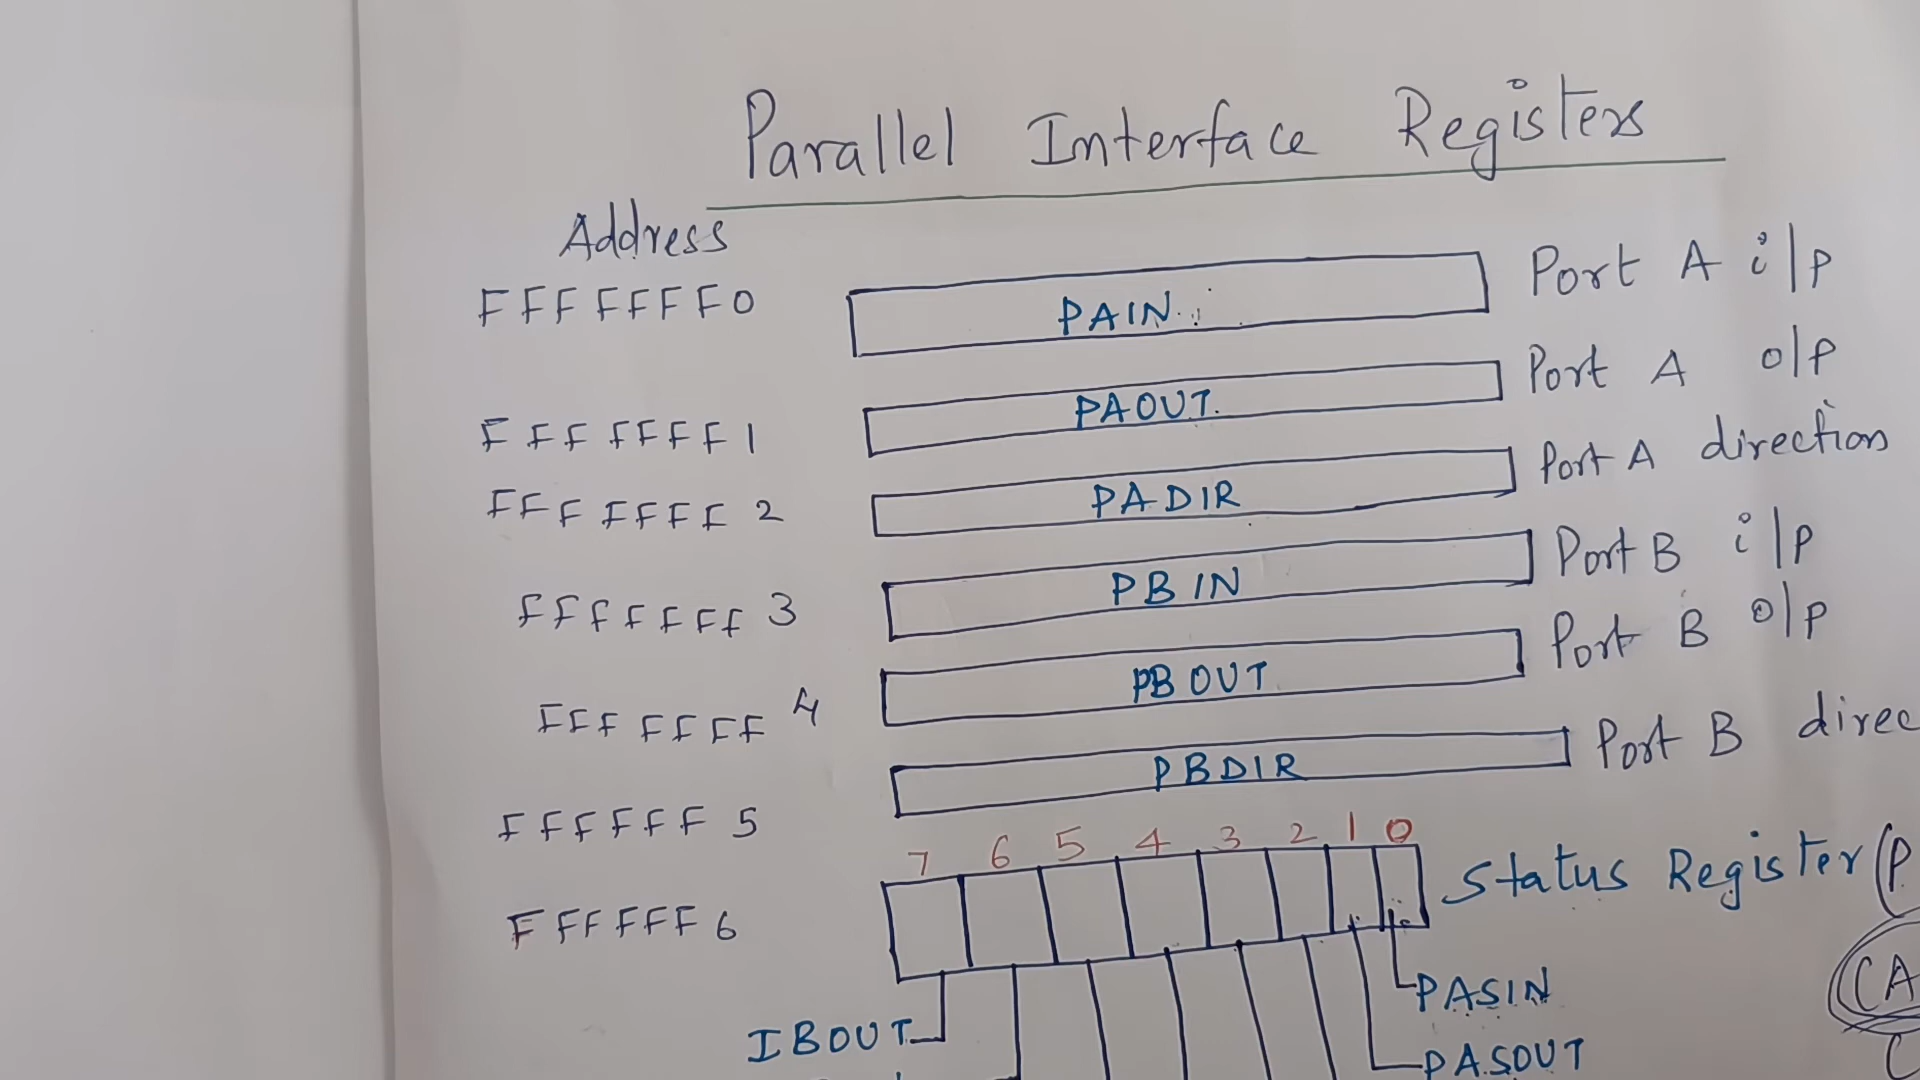 Parallel Interface Registers
Address
FFFFFFF0 PAIN Port A i/p
FFFFFFF1 PAOUT. Port A o/p
FFFFFFF2 PADIR Port A direction
FFFFFFF3 PBIN Port B i/p
FFFFFFF4 PBOUT Port B o/p
FFFFFF5 PBDIR Port B direc
7 6 5 4 3 2 1 0
FFFFFF6 Status Register (P
PASIN
CA
IBOUT
PASOUT